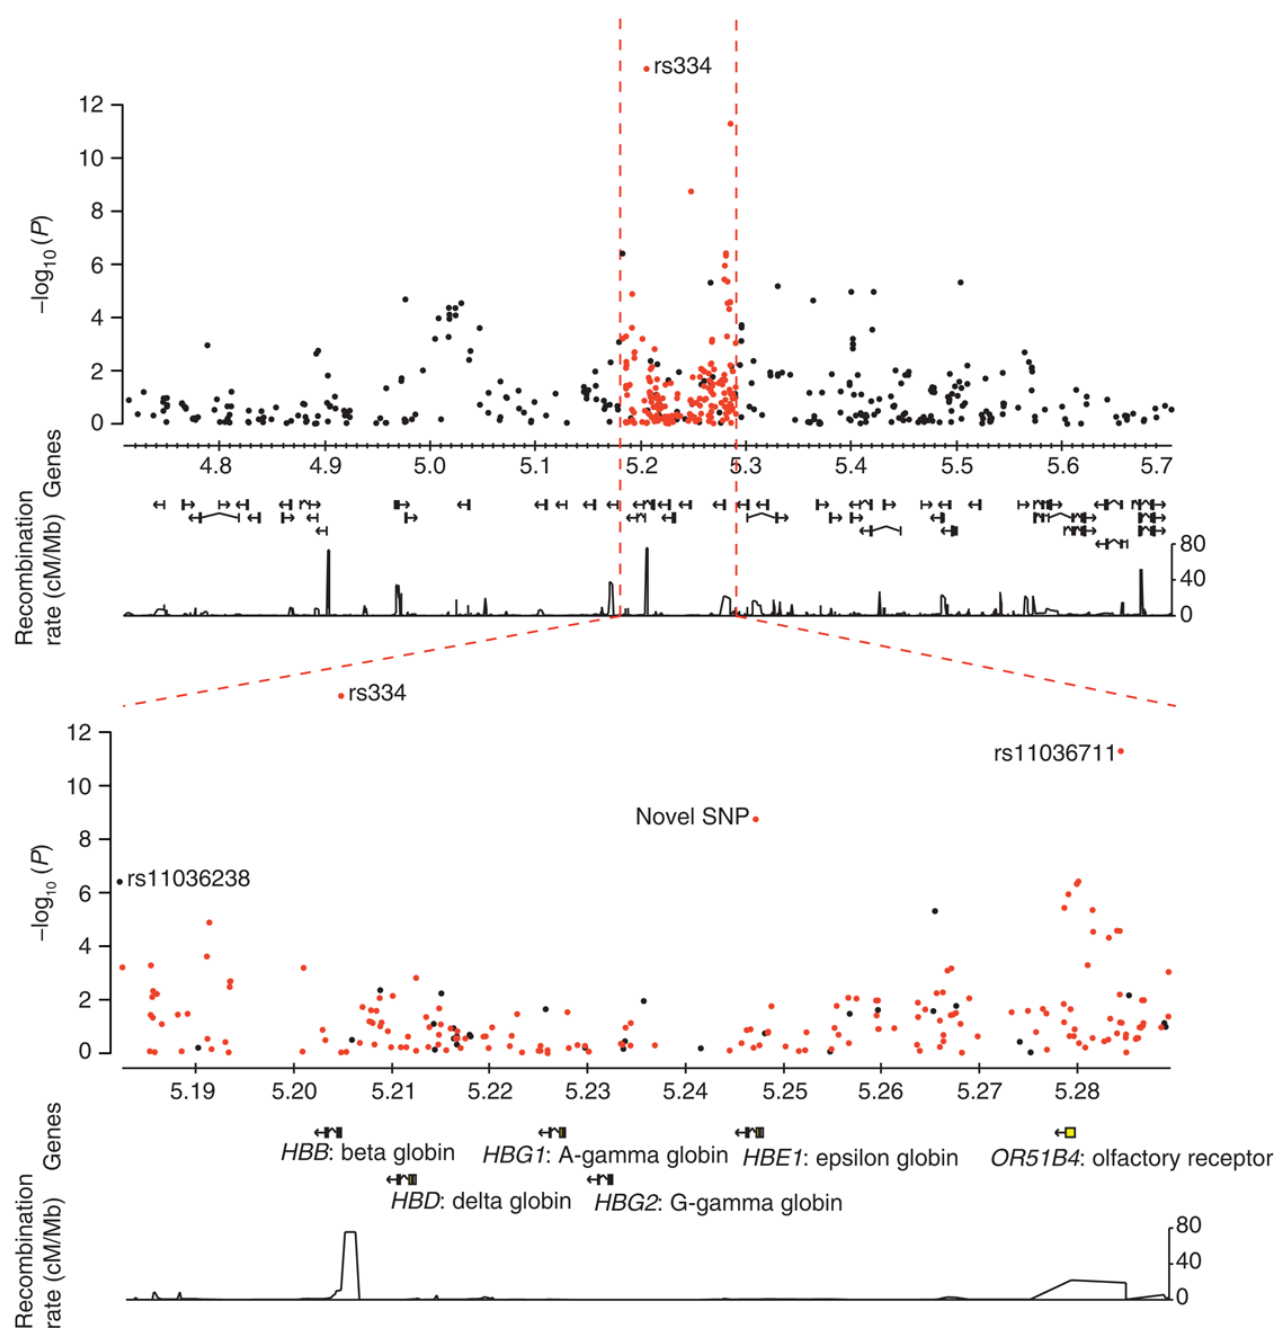 rs334
12
10
8
6
4
2
0
−log10 (P)
4.8 4.9 5.0 5.1 5.2 5.3 5.4 5.5 5.6 5.7
Genes
Recombination
rate (cM/Mb)
80
40
0
rs334
12
10
8
6
4
2
0
−log10 (P)
rs11036711
Novel SNP
rs11036238
5.19 5.20 5.21 5.22 5.23 5.24 5.25 5.26 5.27 5.28
Genes
HBB: beta globin HBG1: A-gamma globin HBE1: epsilon globin OR51B4: olfactory receptor
HBD: delta globin HBG2: G-gamma globin
Recombination
rate (cM/Mb)
80
40
0